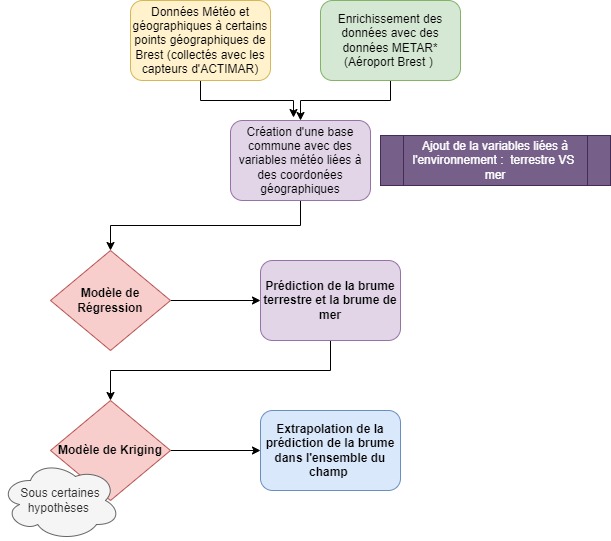 Données Météo et
géographiques à certains
points géographiques de
Brest (collectés avec les
capteurs d'ACTIMAR)
Enrichissement des
données avec des
données METAR*
(Aéroport Brest )
Création d'une base
commune avec des
variables météo liées à
des coordonées
géographiques
Ajout de la variables liées à
l'environnement : terrestre VS
mer
Modèle de
Régression
Prédiction de la brume
terrestre et la brume de
mer
Modèle de Kriging
Extrapolation de la
prédiction de la brume
dans l'ensemble du
champ
Sous certaines
hypothèses